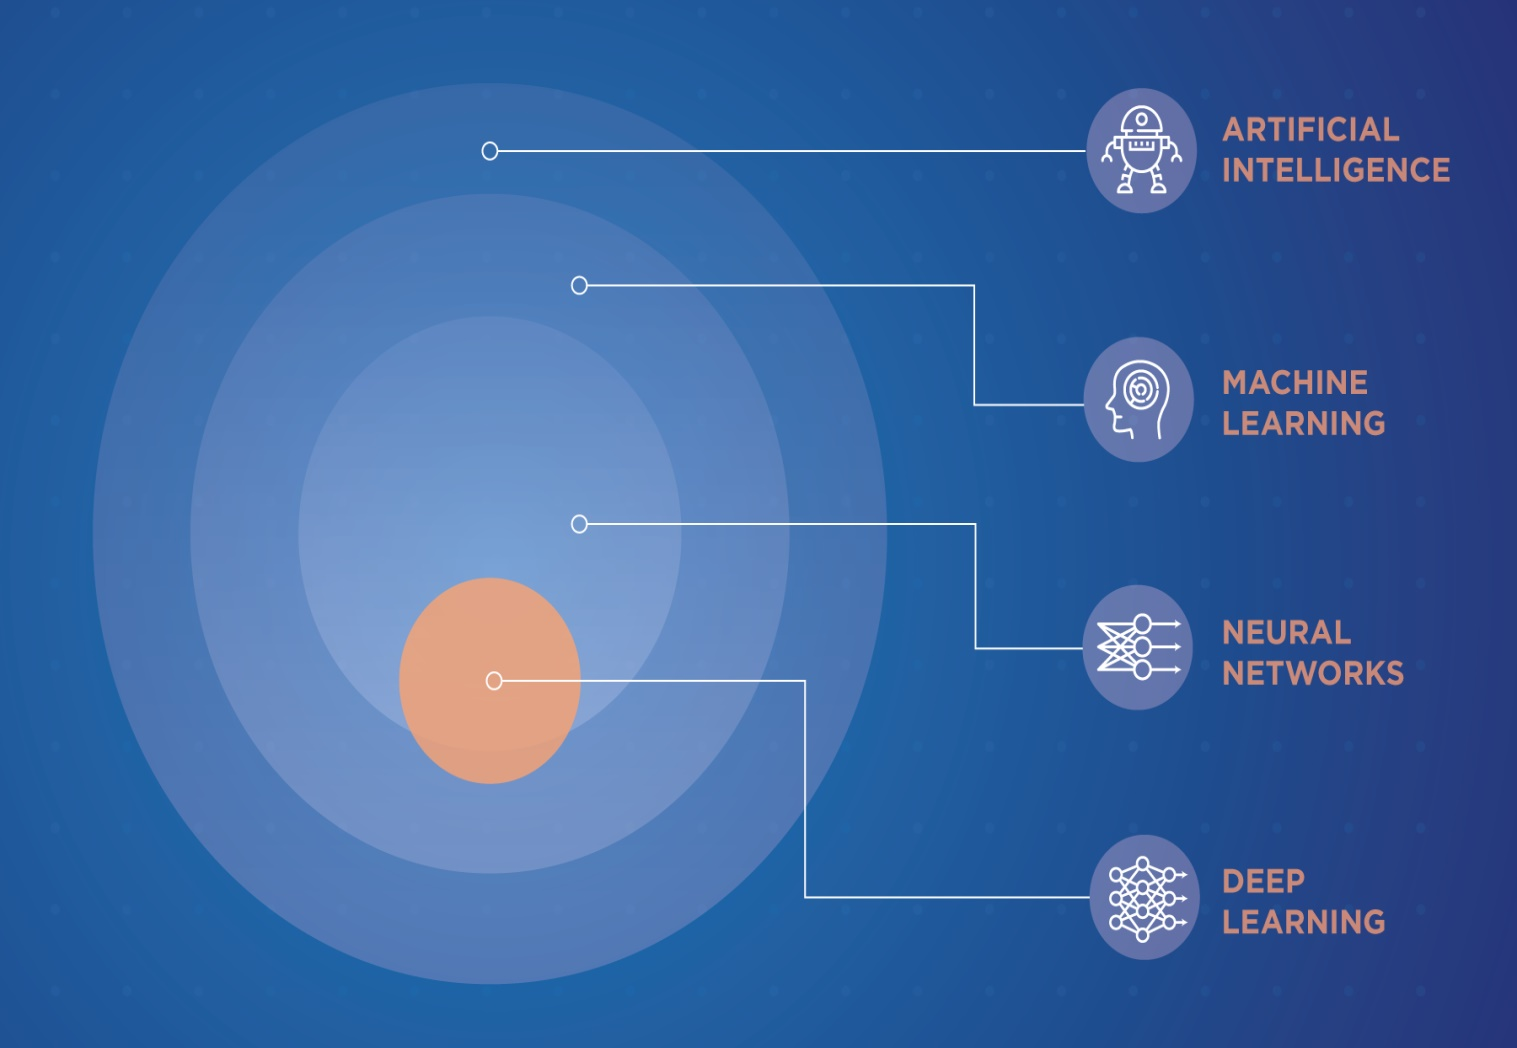 ARTIFICIAL
INTELLIGENCE
MACHINE
LEARNING
NEURAL
NETWORKS
DEEP
LEARNING